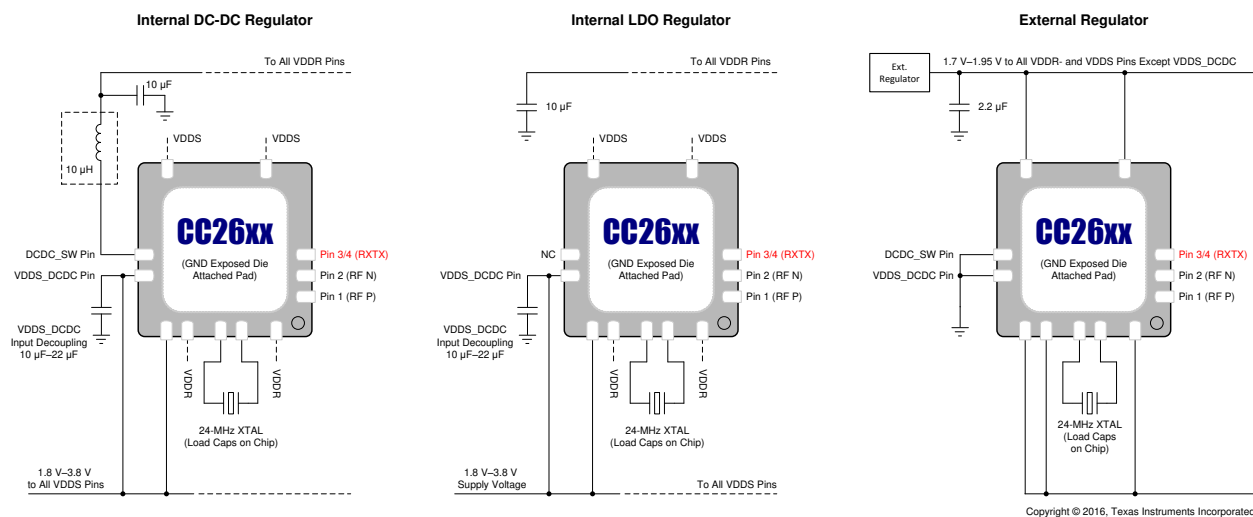 Internal DC-DC Regulator
To All VDDR Pins
10 µF
10 µH
VDDS
VDDS
CC26xx
(GND Exposed Die
Attached Pad)
DCDC_SW Pin
VDDS_DCDC Pin
Pin 3/4 (RXTX)
Pin 2 (RF N)
Pin 1 (RF P)
VDDS_DCDC
Input Decoupling
10 µF–22 µF
VDDR
VDDR
24-MHz XTAL
(Load Caps on Chip)
1.8 V–3.8 V
to All VDDS Pins
Internal LDO Regulator
To All VDDR Pins
10 µF
VDDS
VDDS
CC26xx
(GND Exposed Die
Attached Pad)
NC
VDDS_DCDC Pin
Pin 3/4 (RXTX)
Pin 2 (RF N)
Pin 1 (RF P)
VDDS_DCDC
Input Decoupling
10 µF–22 µF
VDDR
VDDR
24-MHz XTAL
(Load Caps on Chip)
1.8 V–3.8 V
Supply Voltage
To All VDDS Pins
External Regulator
Ext.
Regulator
1.7 V–1.95 V to All VDDR- and VDDS Pins Except VDDS_DCDC
2.2 µF
CC26xx
(GND Exposed Die
Attached Pad)
DCDC_SW Pin
VDDS_DCDC Pin
Pin 3/4 (RXTX)
Pin 2 (RF N)
Pin 1 (RF P)
24-MHz XTAL
(Load Caps
on Chip)
Copyright © 2016, Texas Instruments Incorporated